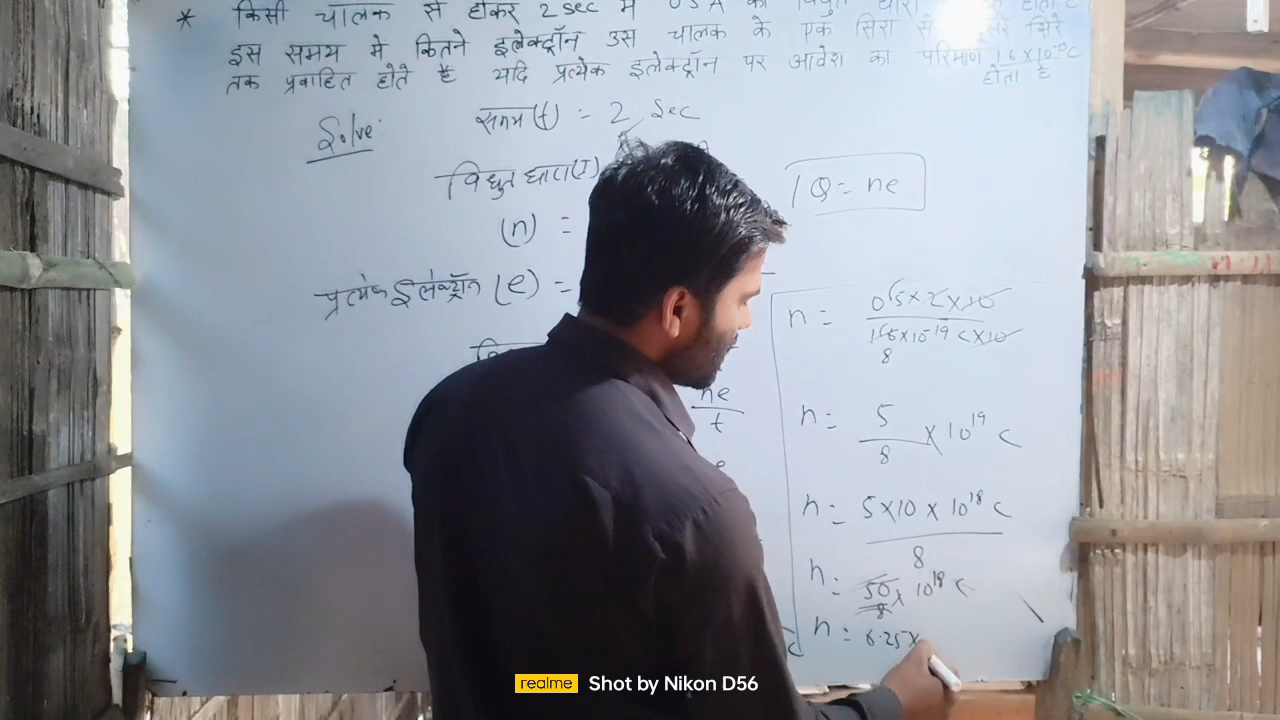 * किसी चालक से होकर 2 sec में 0.5 A की विद्युत धारा
इस समय में कितने इलेक्ट्रॉन उस चालक के एक सिरा से सिरे
तक प्रवाहित होते है यदि प्रत्येक इलेक्ट्रॉन पर आवेश का परिमाण 1.6 x 10⁻¹⁹ C
होता है
Solve:
समय (t) = 2 Sec
विद्युत धारा (I)
(n) =
प्रत्येक इलेक्ट्रॉन (e) =
ne
t
Q = ne
n = 0.5 x 2 x 10
1.6 x 10⁻¹⁹ C x 10
8
n = 5
8 x 10¹⁹ C
n = 5 x 10 x 10¹⁸ C
8
n = 50 x 10¹⁸ C
8
n = 6.25 x
realme Shot by Nikon D56